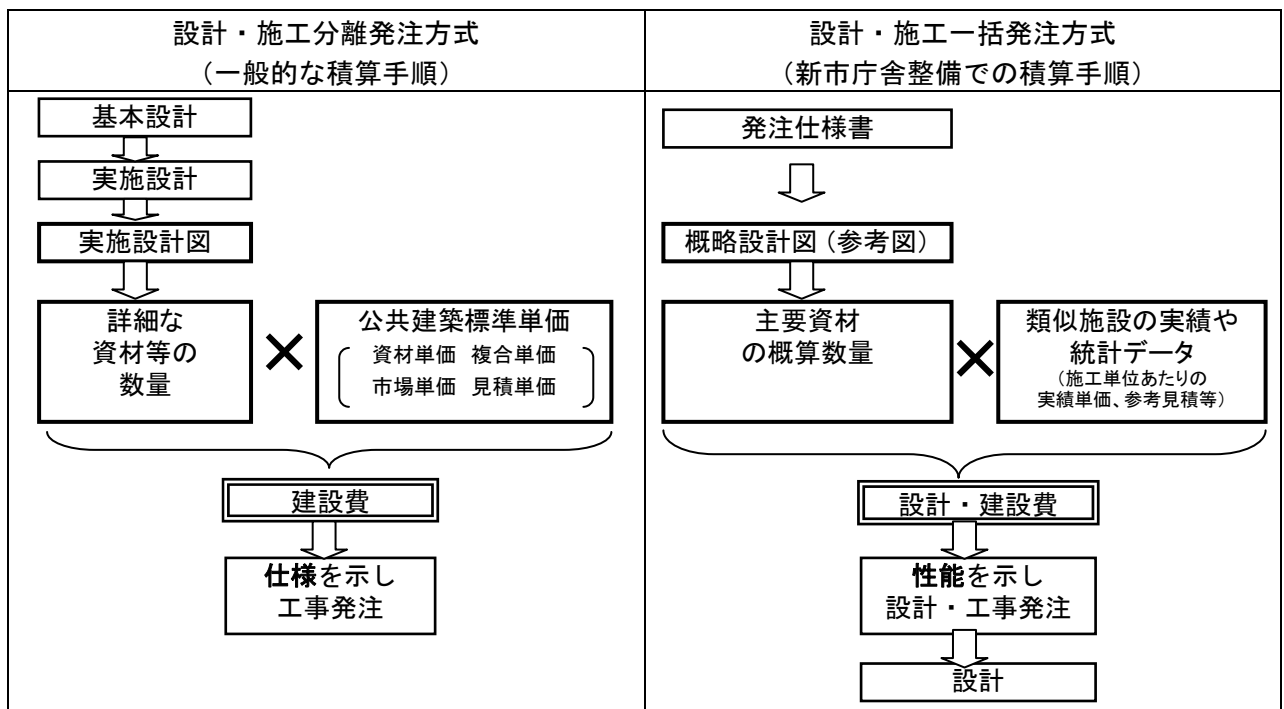 設計・施工分離発注方式
(一般的な積算手順)
基本設計
実施設計
実施設計図
詳細な
資材等の
数量
×
公共建築標準単価
資材単価 複合単価
市場単価 見積単価
建設費
仕様を示し
工事発注
設計・施工一括発注方式
(新市庁舎整備での積算手順)
発注仕様書
概略設計図(参考図)
主要資材
の概算数量
×
類似施設の実績や
統計データ
(施工単位あたりの
実績単価、参考見積等)
設計・建設費
性能を示し
設計・工事発注
設計